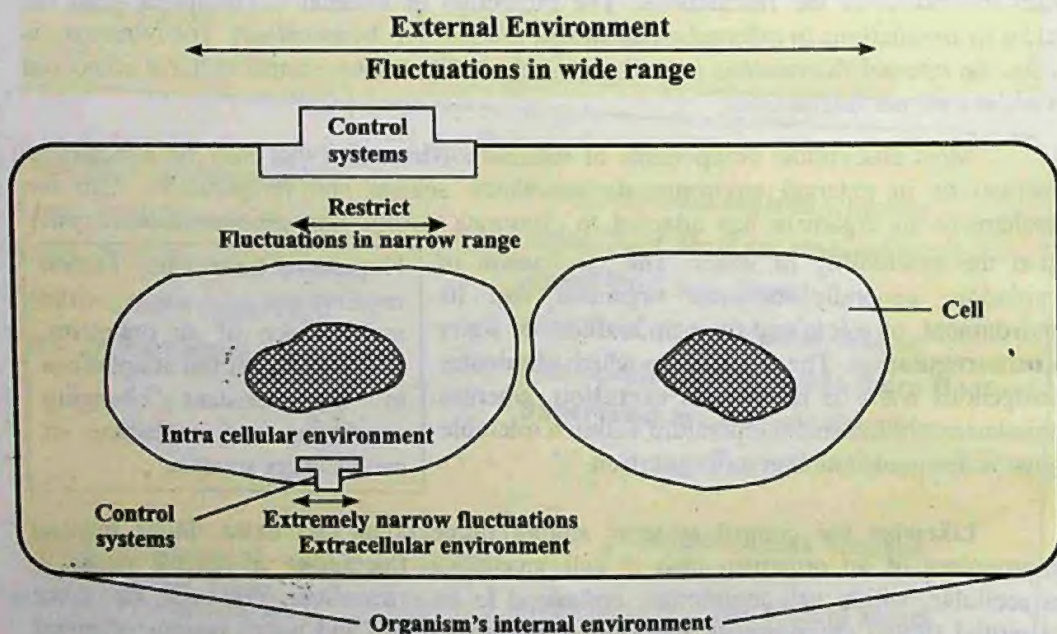 External Environment
Fluctuations in wide range
Control
systems
Restrict
Fluctuations in narrow range
Cell
Intra cellular environment
Control
systems
Extremely narrow fluctuations
Extracellular environment
Organism's internal environment